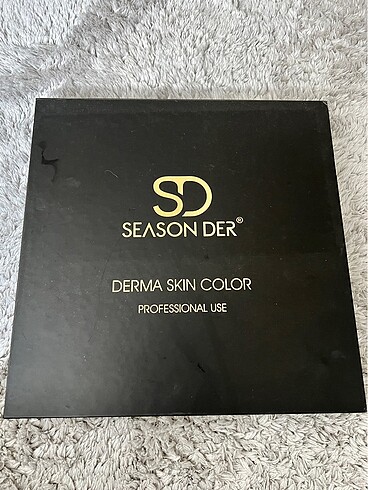 SD
SEASON DER®
DERMA SKIN COLOR
PROFESSIONAL USE